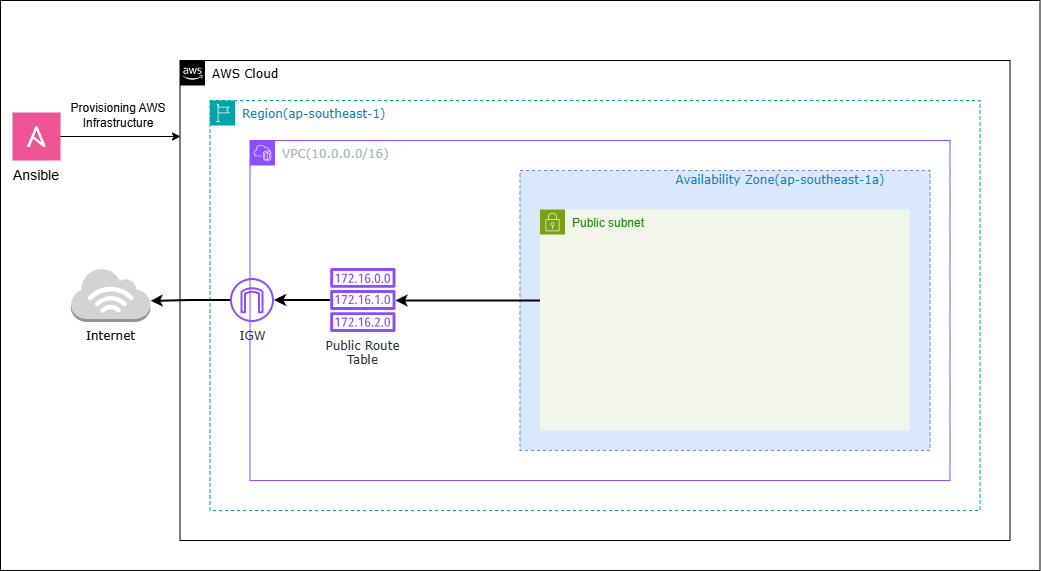 aws
AWS Cloud
Provisioning AWS
Infrastructure
Region(ap-southeast-1)
Ansible
VPC(10.0.0.0/16)
Availability Zone(ap-southeast-1a)
Public subnet
172.16.0.0
172.16.1.0
172.16.2.0
Internet
IGW
Public Route
Table